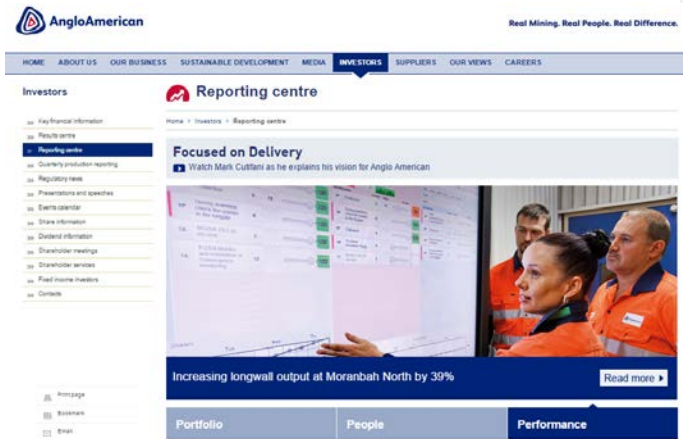 AngloAmerican
Real Mining. Real People. Real Difference.
HOME ABOUT US OUR BUSINESS SUSTAINABLE DEVELOPMENT MEDIA INVESTORS SUPPLIERS OUR VIEWS CAREERS
Investors
Reporting centre
Home > Investors > Reporting centre
Key financial information
Results centre
Reporting centre
Quarterly production reporting
Regulatory news
Presentations and speeches
Events calendar
Share information
Dividend information
Shareholder meetings
Shareholder services
Fixed income investors
Contacts
Print page
Bookmark
Email
Focused on Delivery
Watch Mark Cutifani as he explains his vision for Anglo American
Increasing longwall output at Moranbah North by 39%
Read more
Portfolio People Performance